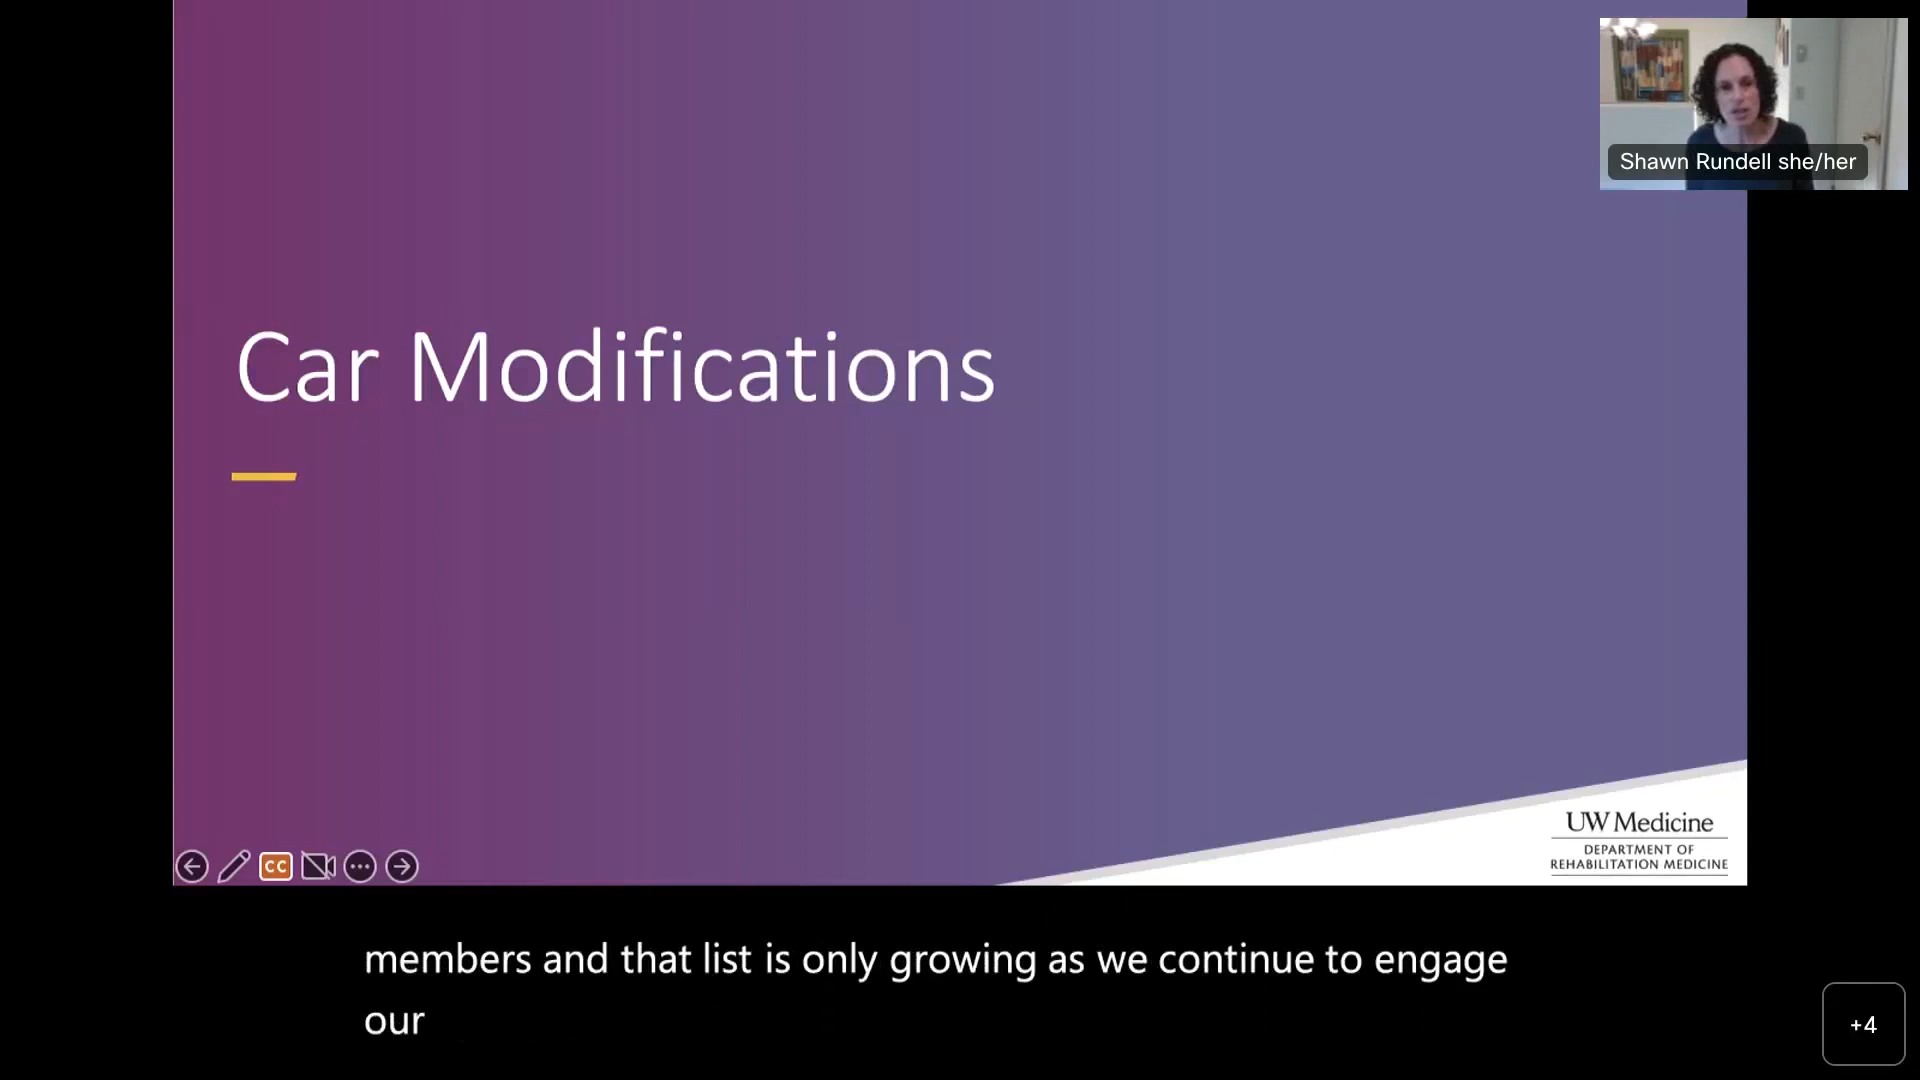 Shawn Rundell she/her
Car Modifications
CC
UW Medicine
DEPARTMENT OF
REHABILITATION MEDICINE
members and that list is only growing as we continue to engage
our
+4